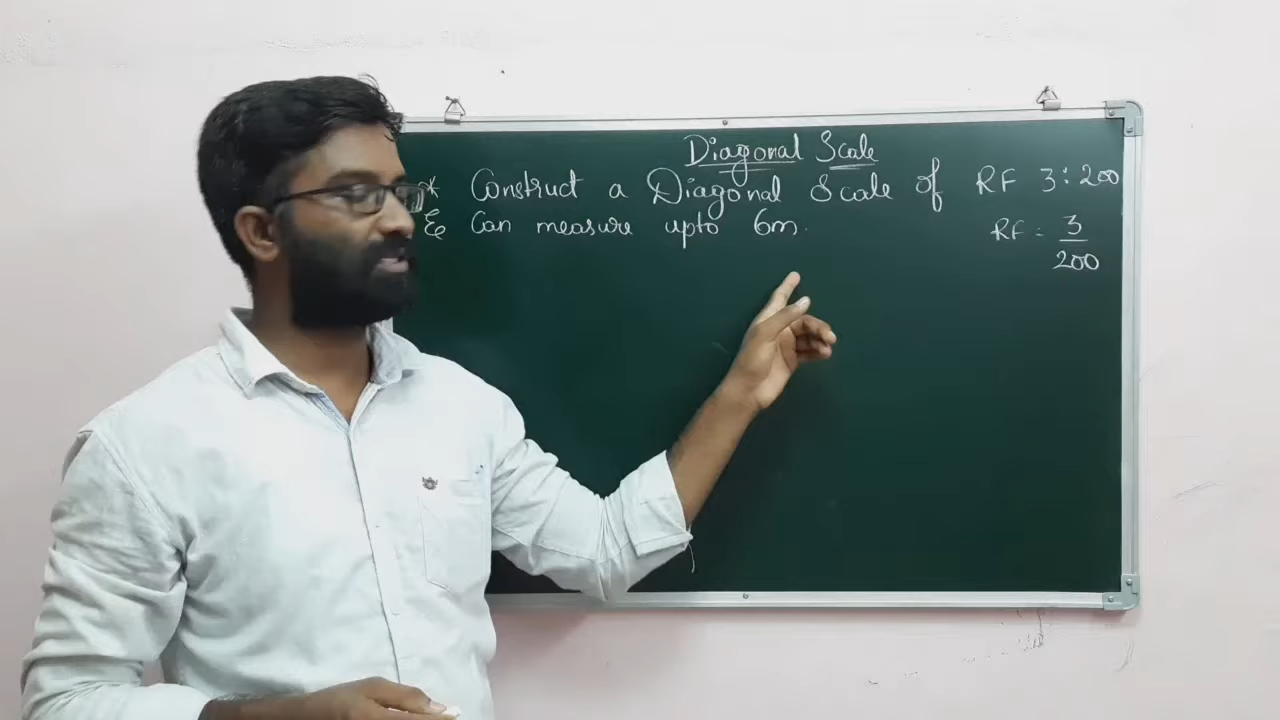 Diagonal Scale
* Construct a Diagonal Scale of RF 3:200
& Can measure upto 6m.
RF = 3/200